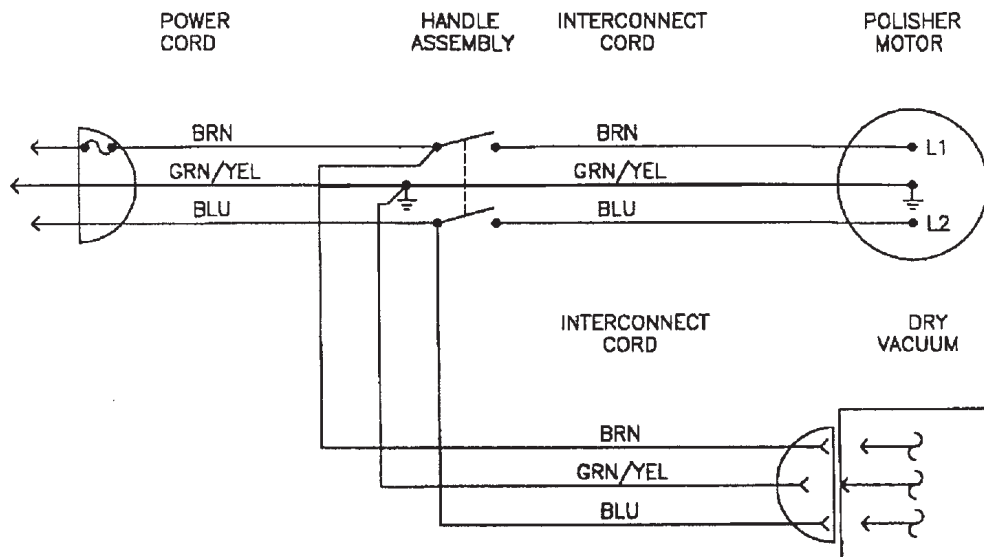 POWER
CORD
HANDLE
ASSEMBLY
INTERCONNECT
CORD
POLISHER
MOTOR
BRN
BRN
L1
GRN/YEL
GRN/YEL
BLU
BLU
L2
INTERCONNECT
CORD
DRY
VACUUM
BRN
GRN/YEL
BLU